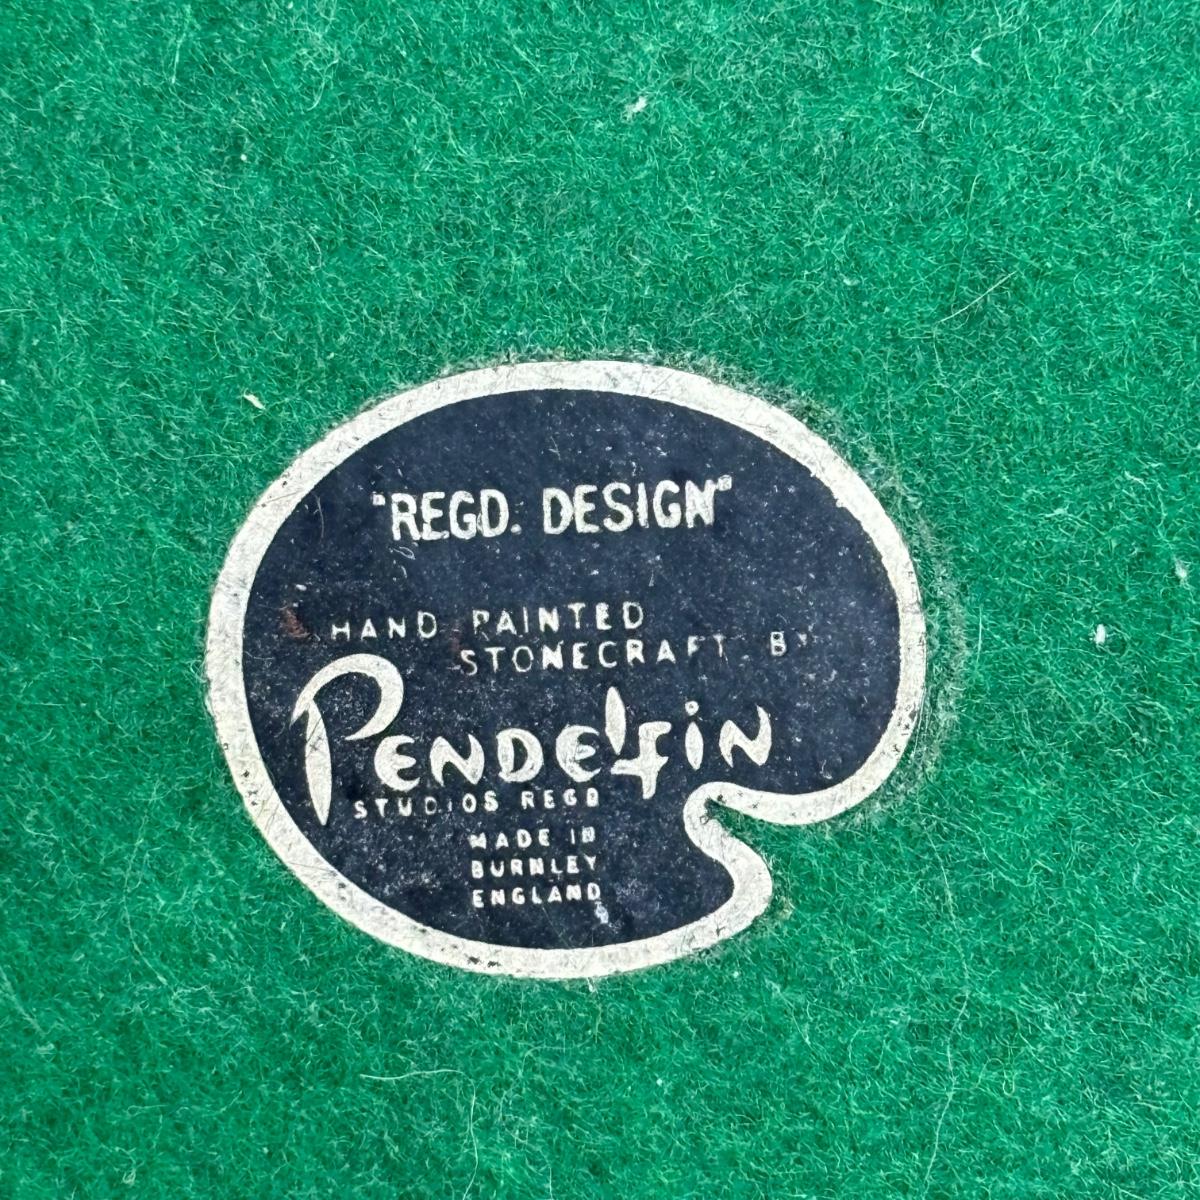 "REGD. DESIGN"
HAND PAINTED
STONECRAFT BY
PENDELFIN
STUDIOS REGD
MADE IN
BURNLEY
ENGLAND